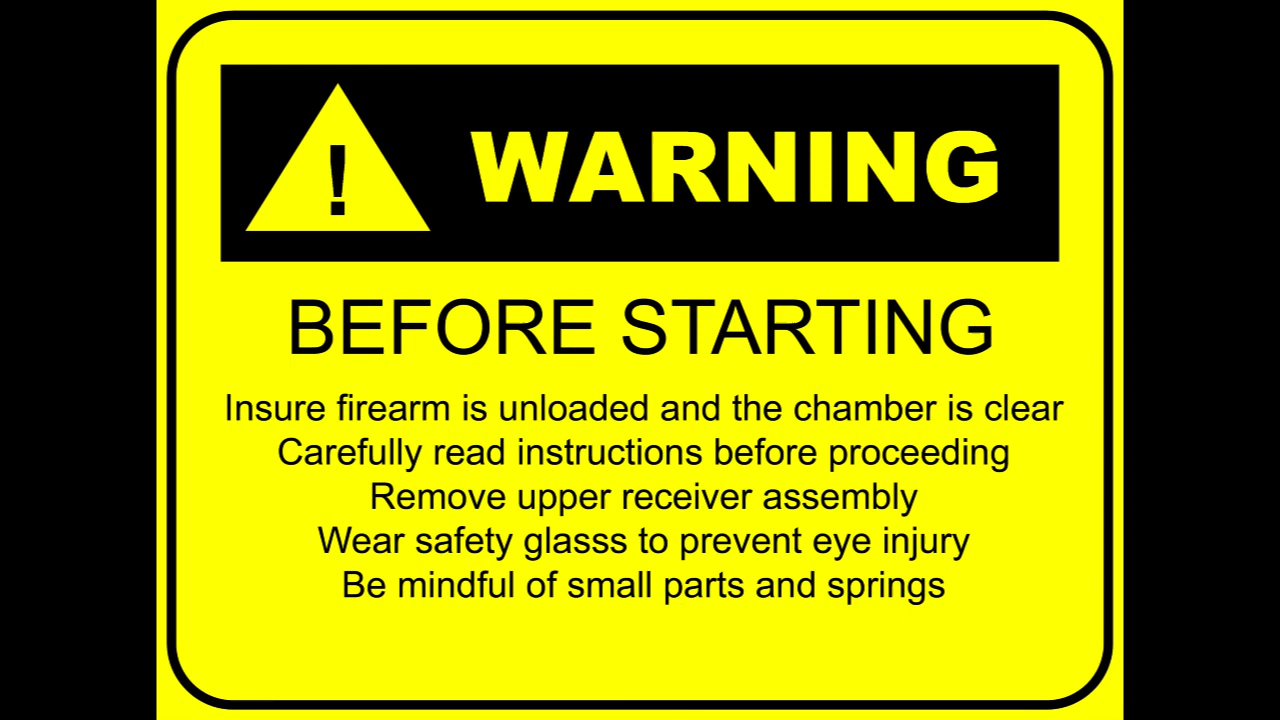 !
WARNING
BEFORE STARTING
Insure firearm is unloaded and the chamber is clear
Carefully read instructions before proceeding
Remove upper receiver assembly
Wear safety glasss to prevent eye injury
Be mindful of small parts and springs